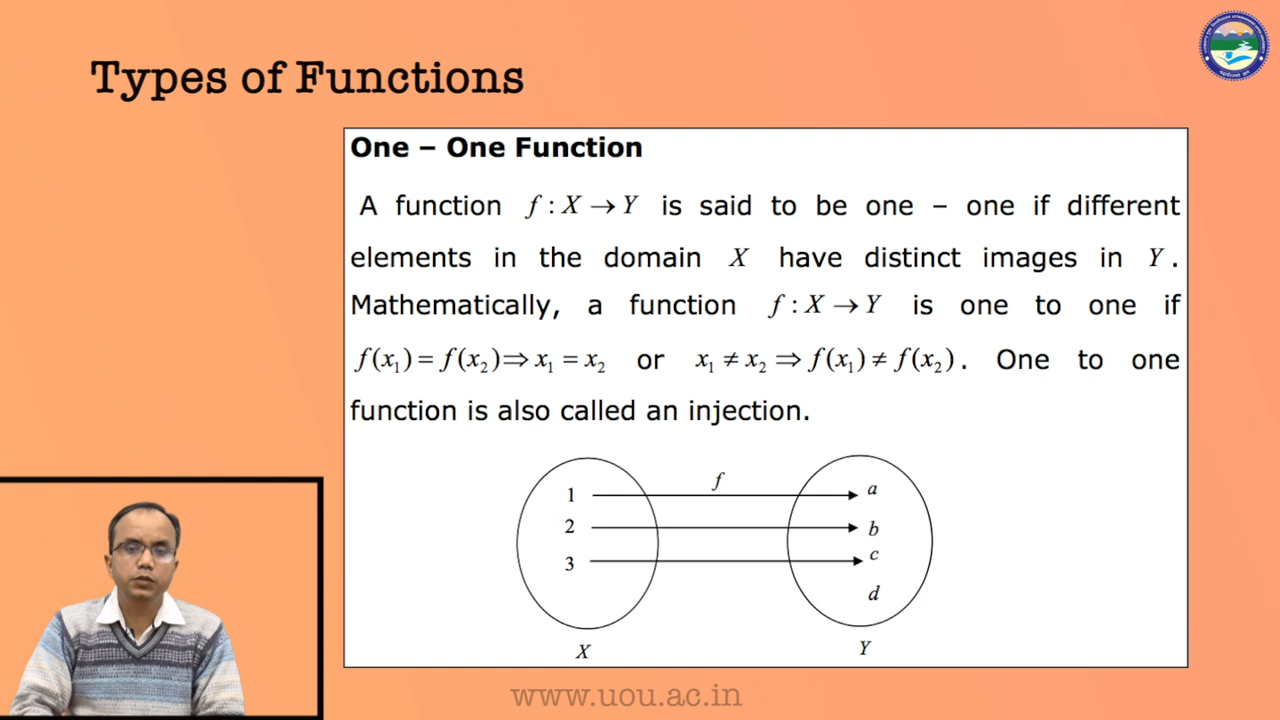 Types of Functions
One – One Function
A function f : X → Y is said to be one – one if different
elements in the domain X have distinct images in Y .
Mathematically, a function f : X → Y is one to one if
f(x₁) = f(x₂) ⇒ x₁ = x₂ or x₁ ≠ x₂ ⇒ f(x₁) ≠ f(x₂). One to one
function is also called an injection.
f
1 a
2 b
3 c
d
X Y
www.uou.ac.in